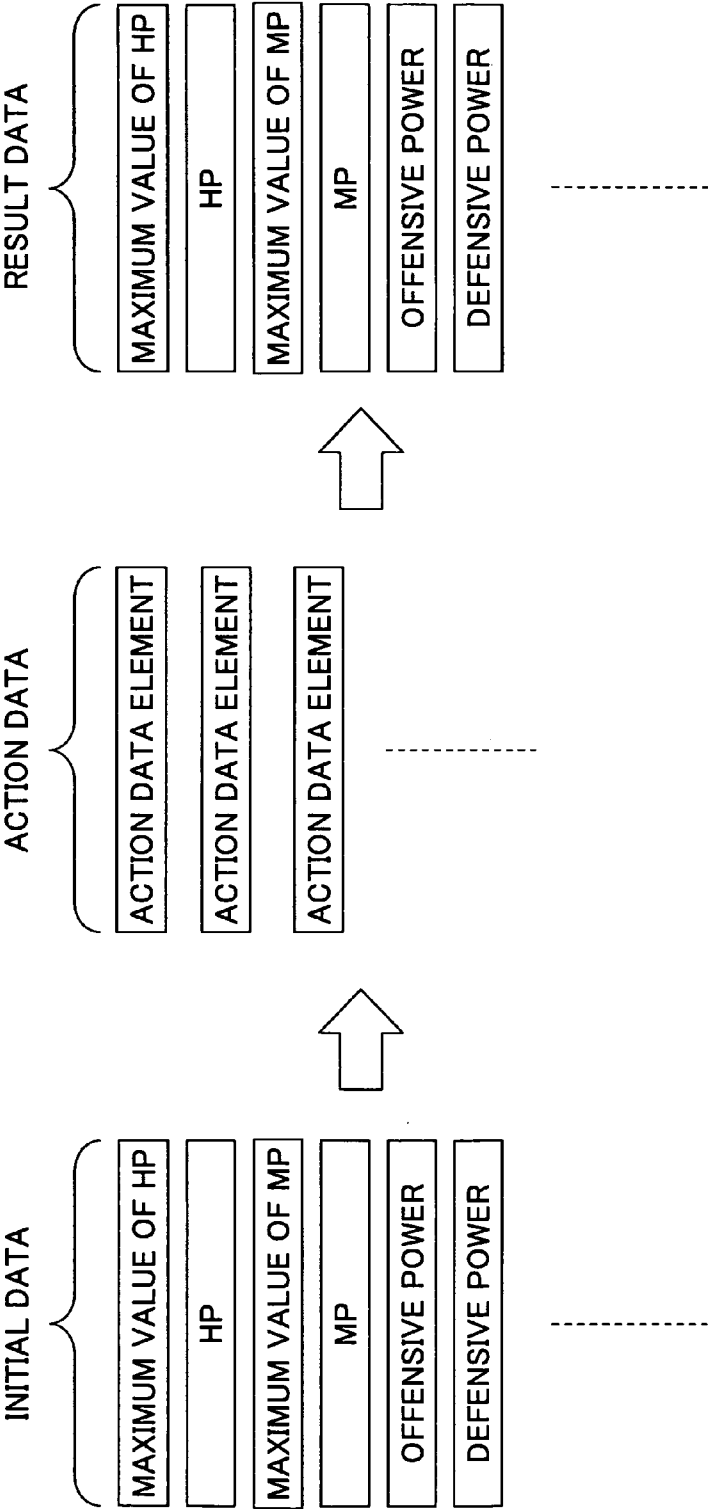 INITIAL DATA
MAXIMUM VALUE OF HP
HP
MAXIMUM VALUE OF MP
MP
OFFENSIVE POWER
DEFENSIVE POWER
ACTION DATA
ACTION DATA ELEMENT
ACTION DATA ELEMENT
ACTION DATA ELEMENT
RESULT DATA
MAXIMUM VALUE OF HP
HP
MAXIMUM VALUE OF MP
MP
OFFENSIVE POWER
DEFENSIVE POWER